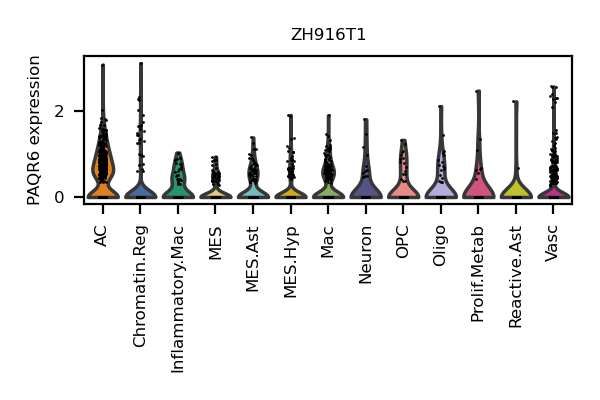 ZH916T1
PAQR6 expression
2
0
AC
Chromatin.Reg
Inflammatory.Mac
MES
MES.Ast
MES.Hyp
Mac
Neuron
OPC
Oligo
Prolif.Metab
Reactive.Ast
Vasc